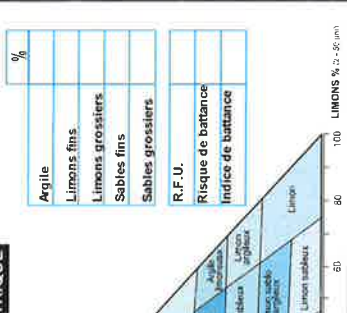 %
Argile
Limons fins
Limons grossiers
Sables fins
Sables grossiers
R.F.U.
Risque de battance
Indice de battance
Limon
argileux
Limon
Limon sableux
60
80
100
LIMONS %